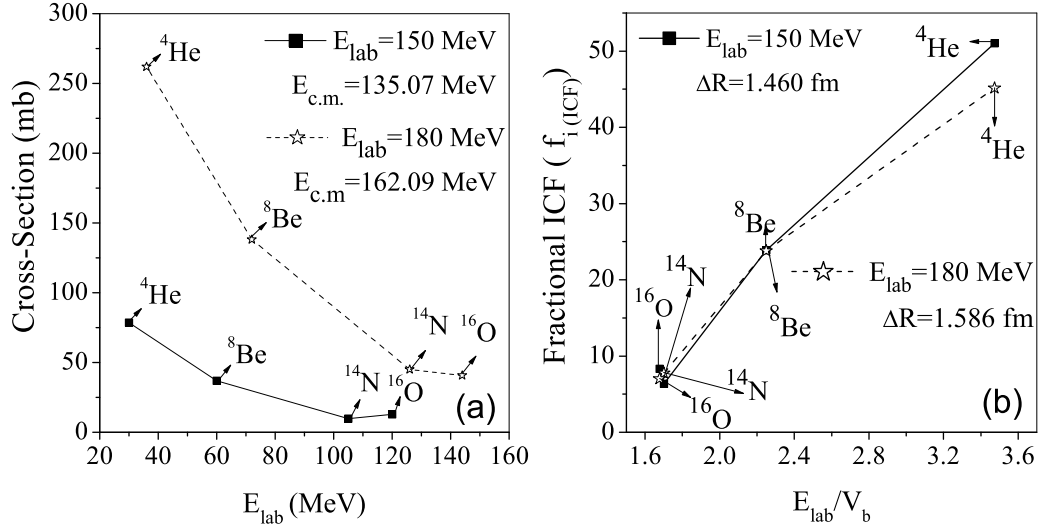 300
250
200
150
100
50
0
Cross-Section (mb)
⁴He
E_lab=150 MeV
E_c.m.=135.07 MeV
E_lab=180 MeV
E_c.m=162.09 MeV
⁸Be
⁴He
⁸Be
¹⁴N
¹⁶O
¹⁴N
¹⁶O
(a)
20 40 60 80 100 120 140 160
E_lab (MeV)
50
40
30
20
10
0
Fractional ICF ( f_i (ICF) )
E_lab=150 MeV
ΔR=1.460 fm
⁴He
⁴He
⁸Be
¹⁴N
¹⁶O
E_lab=180 MeV
ΔR=1.586 fm
⁸Be
¹⁴N
¹⁶O
(b)
1.6 2.0 2.4 2.8 3.2 3.6
E_lab/V_b